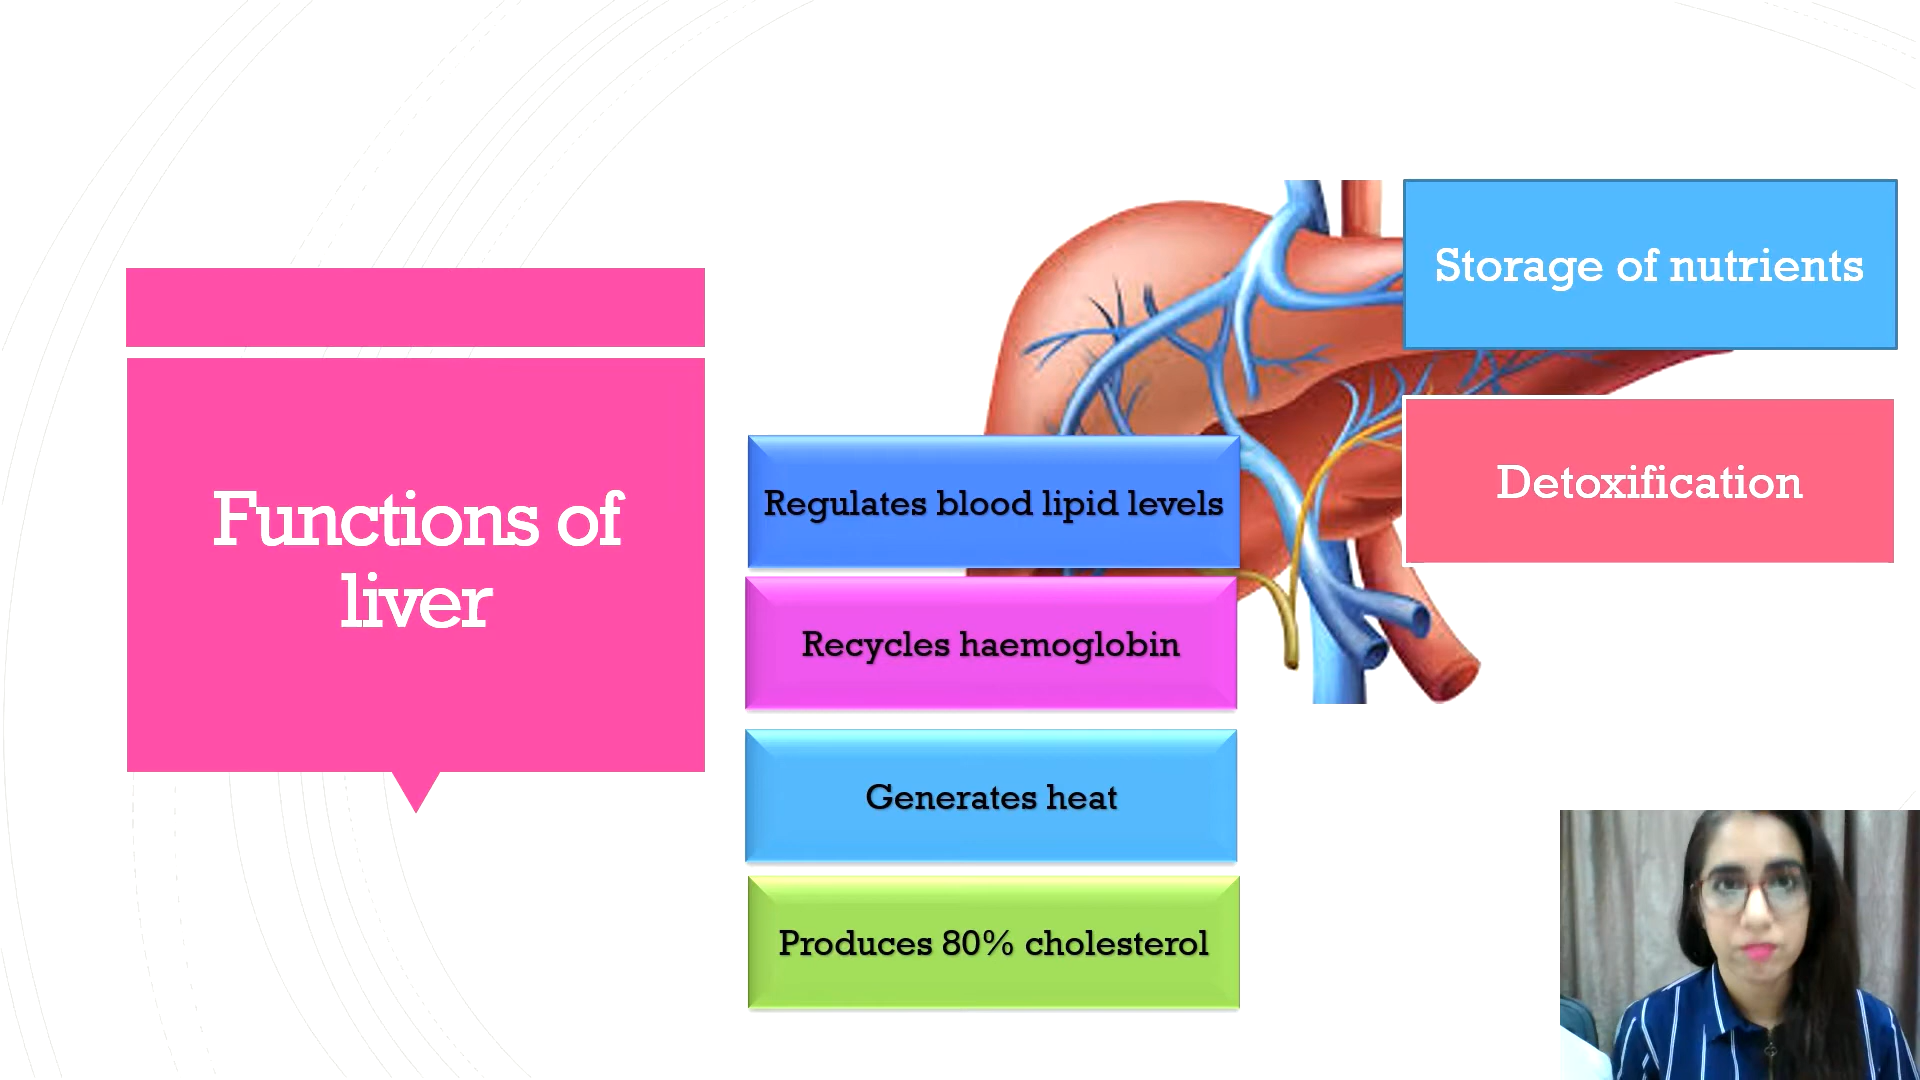 Functions of
liver
Regulates blood lipid levels
Recycles haemoglobin
Generates heat
Produces 80% cholesterol
Storage of nutrients
Detoxification